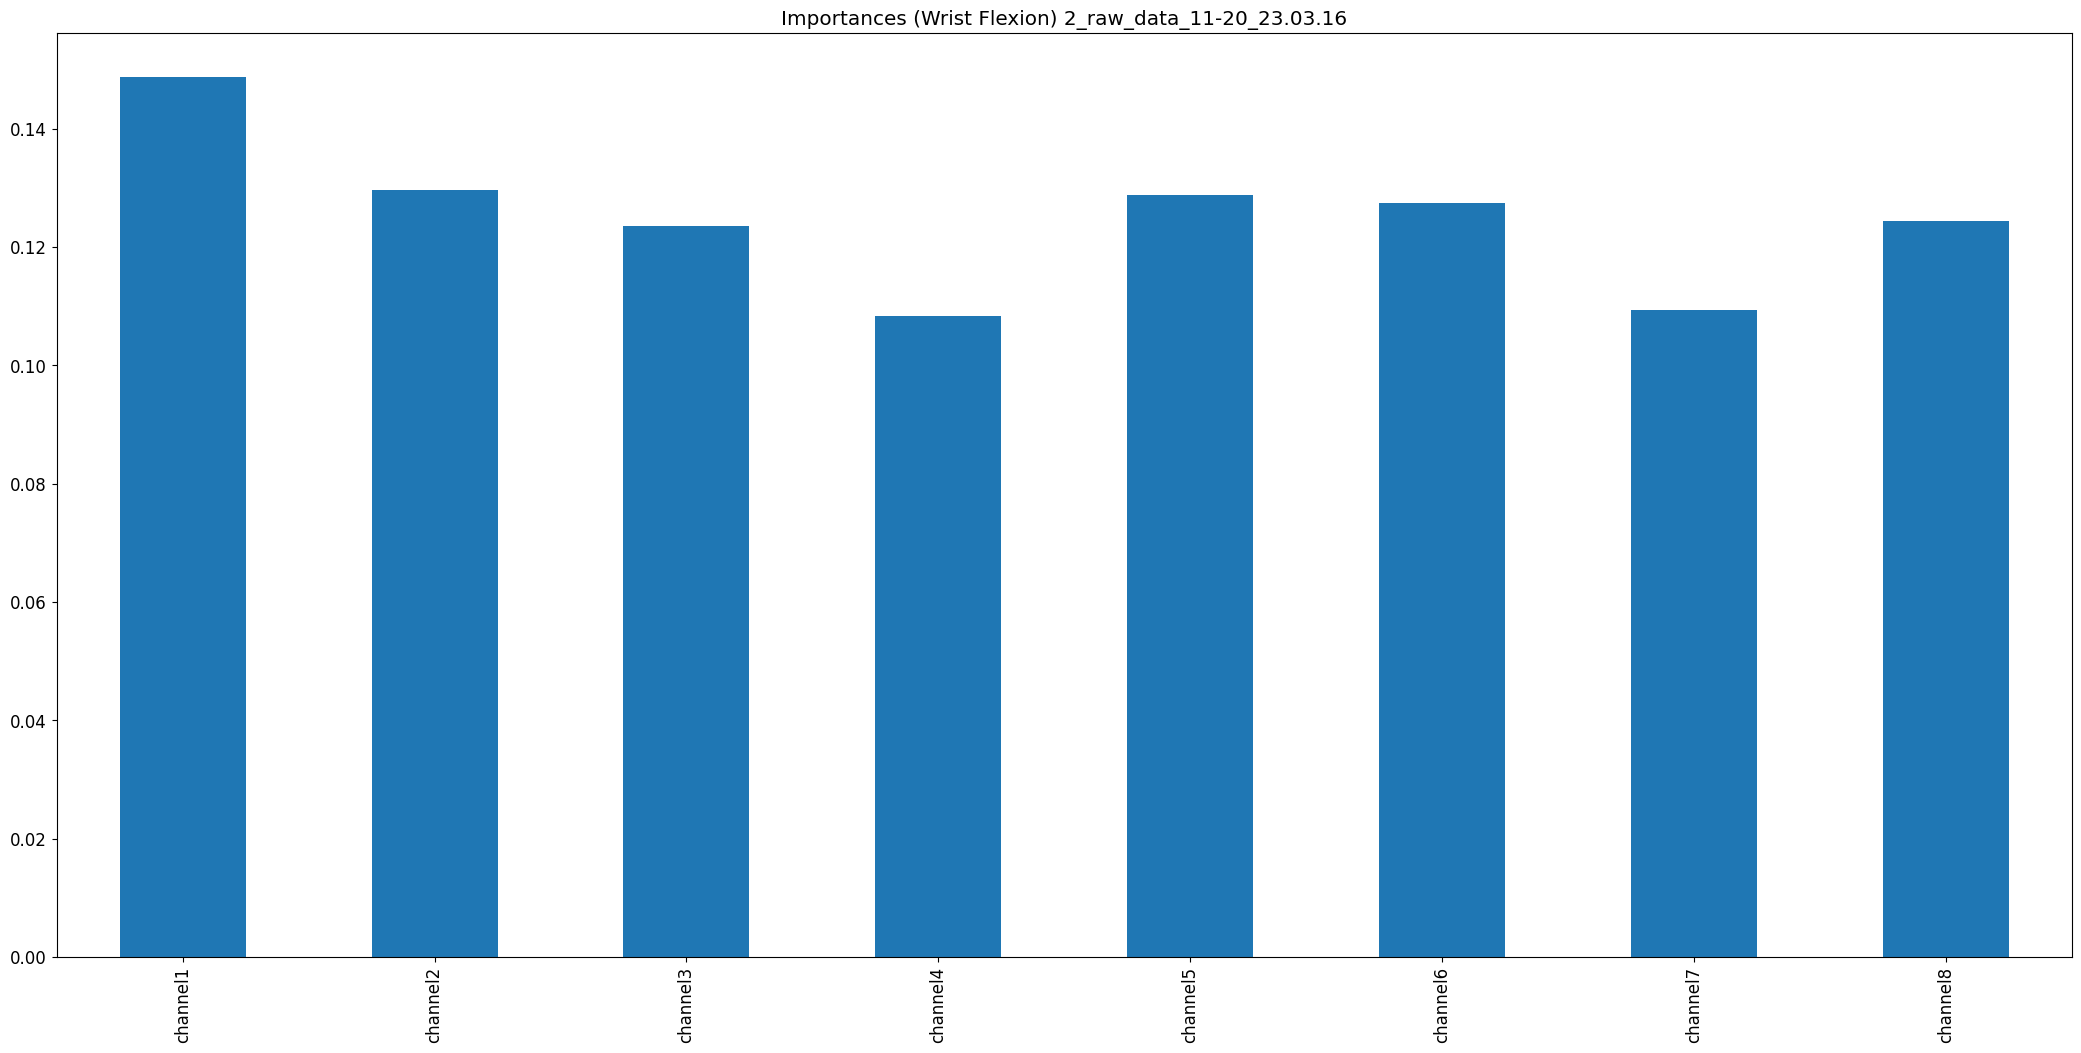 Importances (Wrist Flexion) 2_raw_data_11-20_23.03.16
0.14
0.12
0.10
0.08
0.06
0.04
0.02
0.00
channel1
channel2
channel3
channel4
channel5
channel6
channel7
channel8